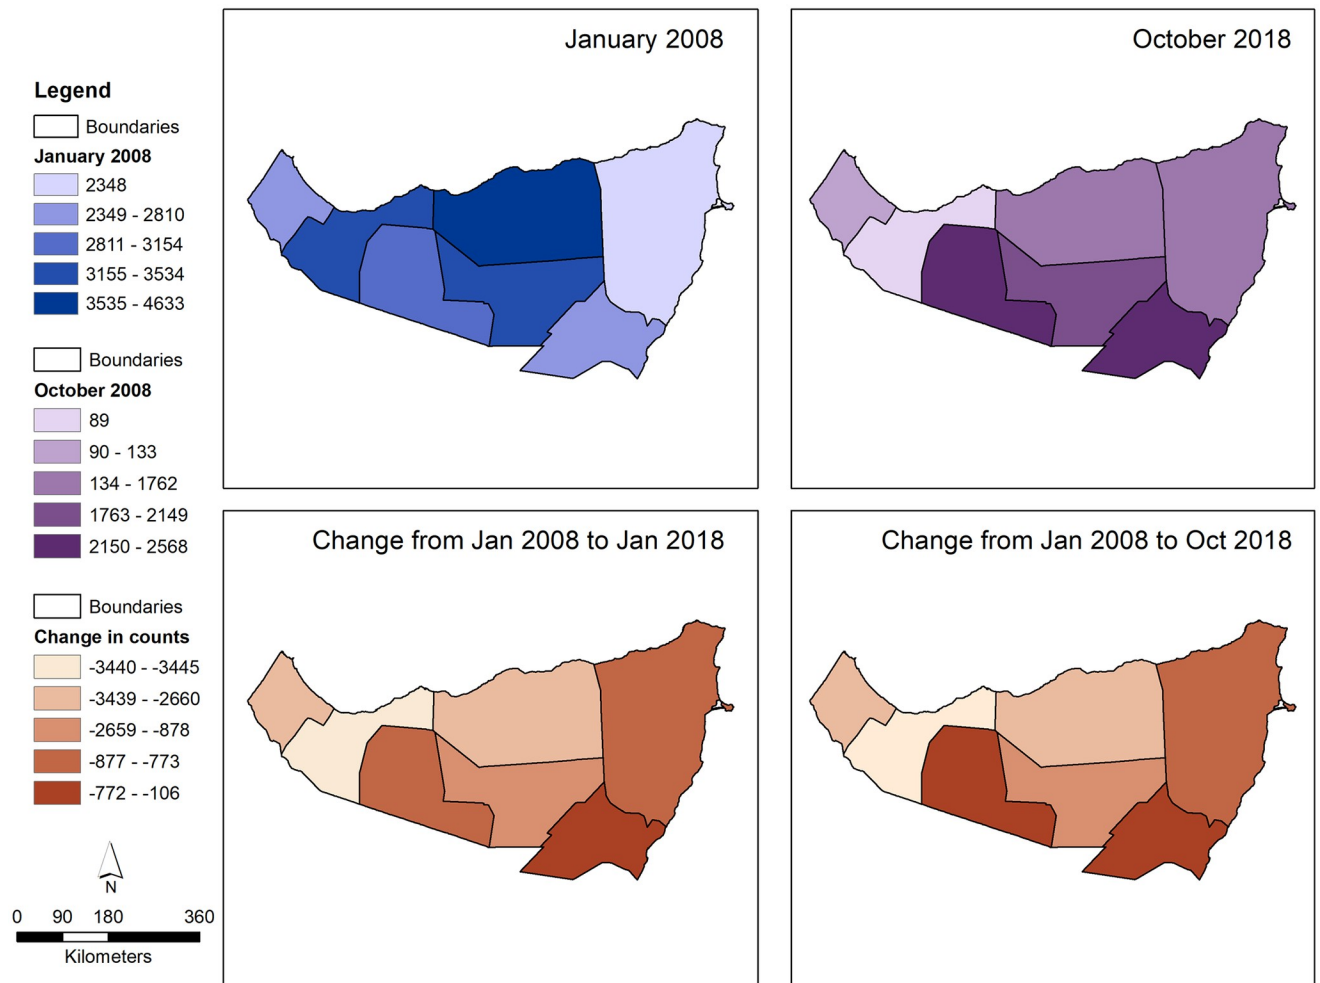 January 2008
October 2018
Legend
Boundaries
January 2008
2348
2349 - 2810
2811 - 3154
3155 - 3534
3535 - 4633
Boundaries
October 2008
89
90 - 133
134 - 1762
1763 - 2149
2150 - 2568
Change from Jan 2008 to Jan 2018
Change from Jan 2008 to Oct 2018
Boundaries
Change in counts
-3440 - -3445
-3439 - -2660
-2659 - -878
-877 - -773
-772 - -106
N
0 90 180 360
Kilometers